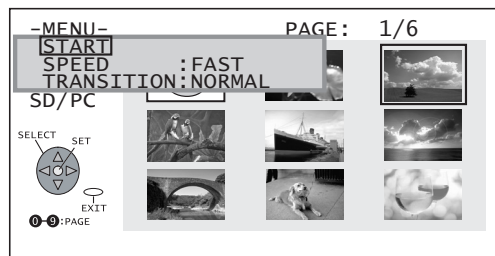 -MENU- PAGE: 1/6
START
SPEED :FAST
TRANSITION:NORMAL
SD/PC
SELECT SET
EXIT
0-9:PAGE